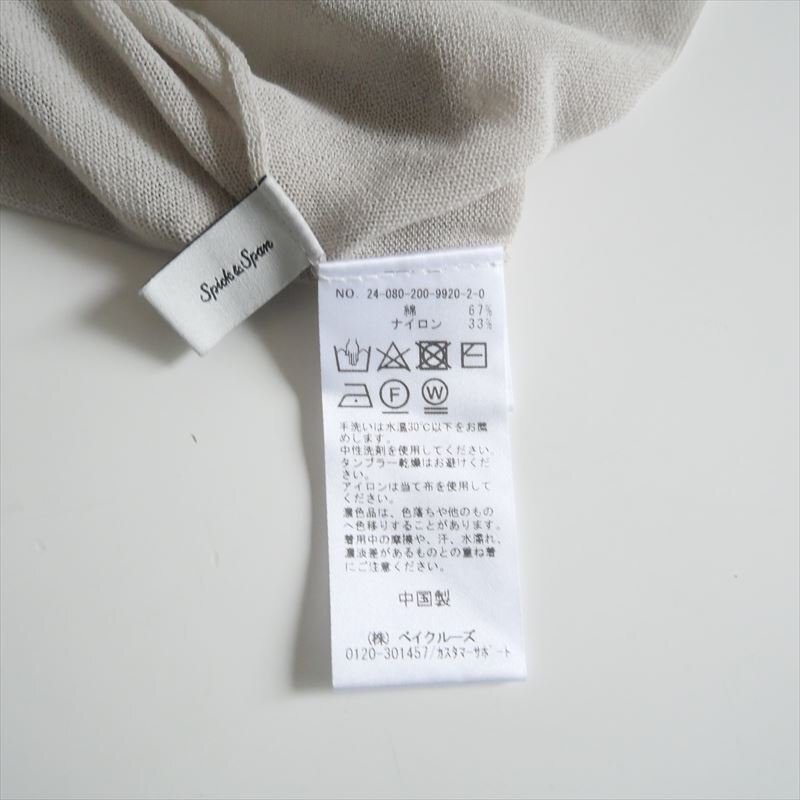 Spick & Span
NO. 24-080-200-9920-2-0
綿 67%
ナイロン 33%
F
W
手洗いは水温30℃以下をお薦
めします。
中性洗剤を使用してください。
タンブラー乾燥はお避けくだ
さい。
アイロンは当て布を使用して
ください。
濃色品は、色落ちや他のもの
へ色移りすることがあります。
着用中の摩擦や、汗、水濡れ、
濃淡差があるものとの重ね着
にご注意ください。
中国製
(株) ベイクルーズ
0120-301457/カスタマーサポート